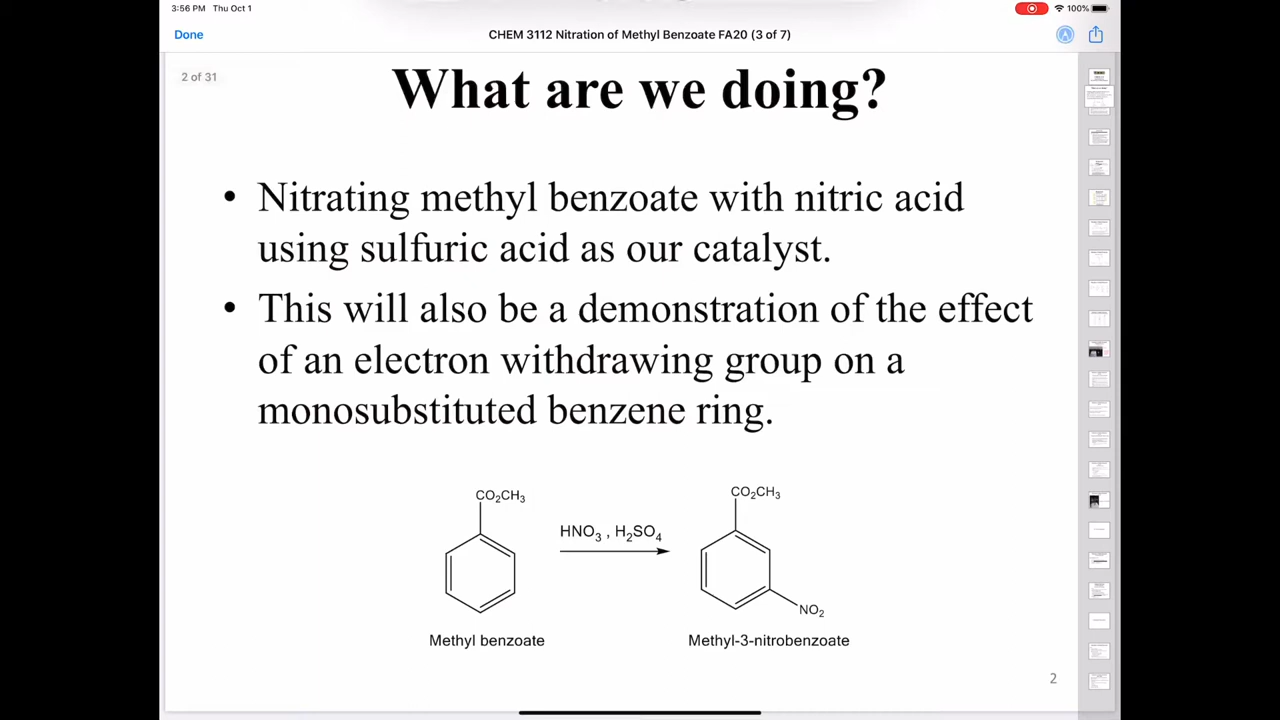 3:56 PM Thu Oct 1
100%
Done
CHEM 3112 Nitration of Methyl Benzoate FA20 (3 of 7)
2 of 31
What are we doing?
• Nitrating methyl benzoate with nitric acid
using sulfuric acid as our catalyst.
• This will also be a demonstration of the effect
of an electron withdrawing group on a
monosubstituted benzene ring.
CO₂CH₃
HNO₃ , H₂SO₄
CO₂CH₃
NO₂
Methyl benzoate
Methyl-3-nitrobenzoate
2